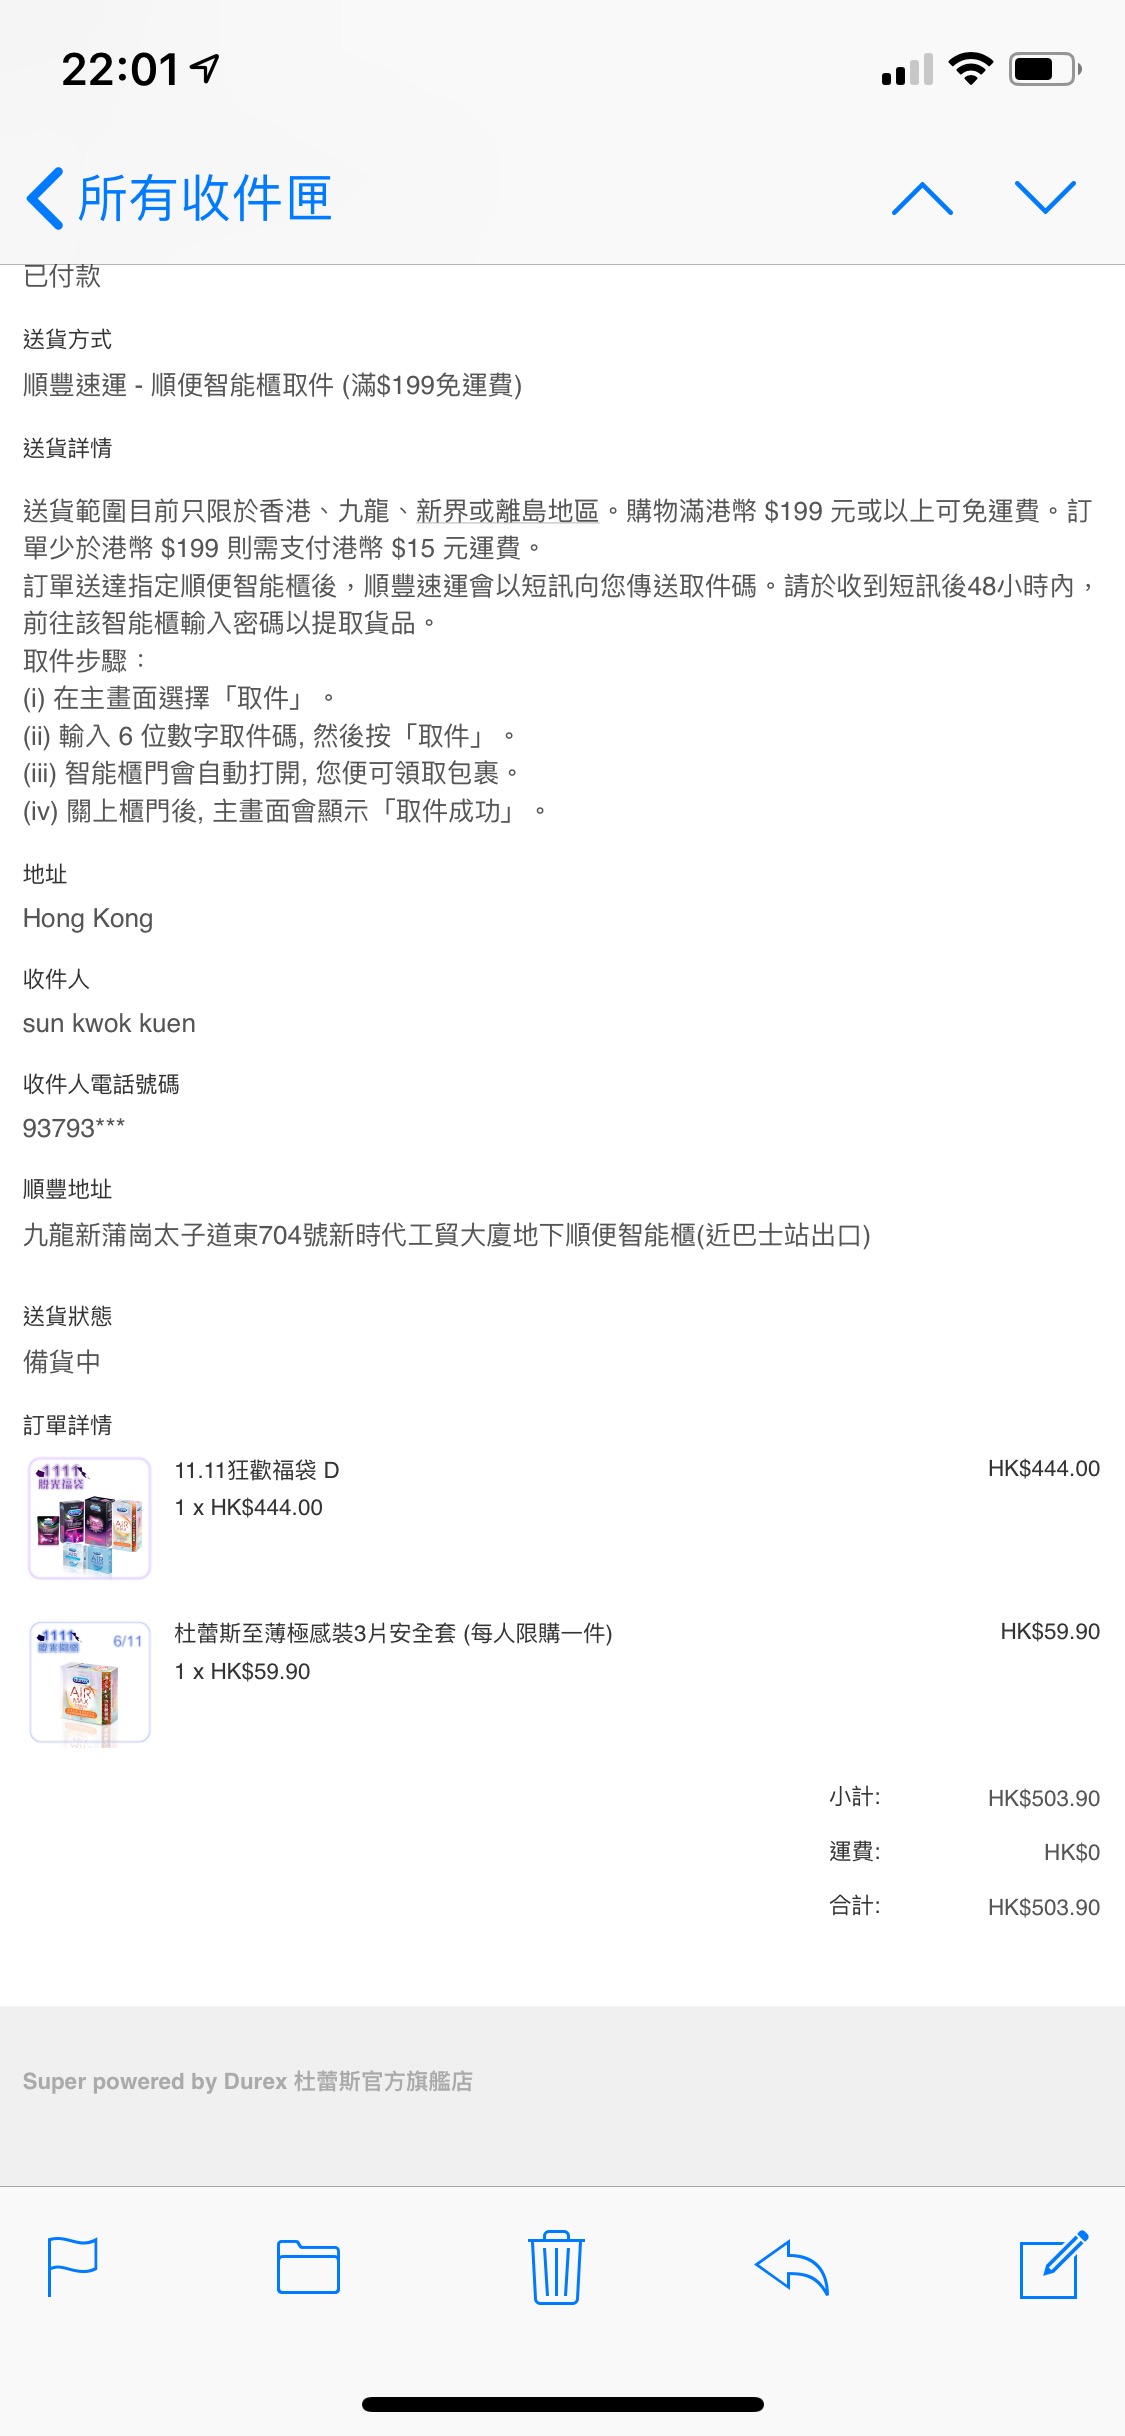 22:01
所有收件匣
已付款
送貨方式
順豐速運 - 順便智能櫃取件 (滿$199免運費)
送貨詳情
送貨範圍目前只限於香港、九龍、新界或離島地區。購物滿港幣 $199 元或以上可免運費。訂
單少於港幣 $199 則需支付港幣 $15 元運費。
訂單送達指定順便智能櫃後，順豐速運會以短訊向您傳送取件碼。請於收到短訊後48小時內，
前往該智能櫃輸入密碼以提取貨品。
取件步驟：
(i) 在主畫面選擇「取件」。
(ii) 輸入 6 位數字取件碼, 然後按「取件」。
(iii) 智能櫃門會自動打開, 您便可領取包裹。
(iv) 關上櫃門後, 主畫面會顯示「取件成功」。
地址
Hong Kong
收件人
sun kwok kuen
收件人電話號碼
93793***
順豐地址
九龍新蒲崗太子道東704號新時代工貿大廈地下順便智能櫃(近巴士站出口)
送貨狀態
備貨中
訂單詳情
1111
脫光福袋
AIR
11.11狂歡福袋 D
HK$444.00
1 x HK$444.00
1111
6/11
durex
AIR
MAX
杜蕾斯至薄極感裝3片安全套 (每人限購一件)
HK$59.90
1 x HK$59.90
小計:
HK$503.90
運費:
HK$0
合計:
HK$503.90
Super powered by Durex 杜蕾斯官方旗艦店